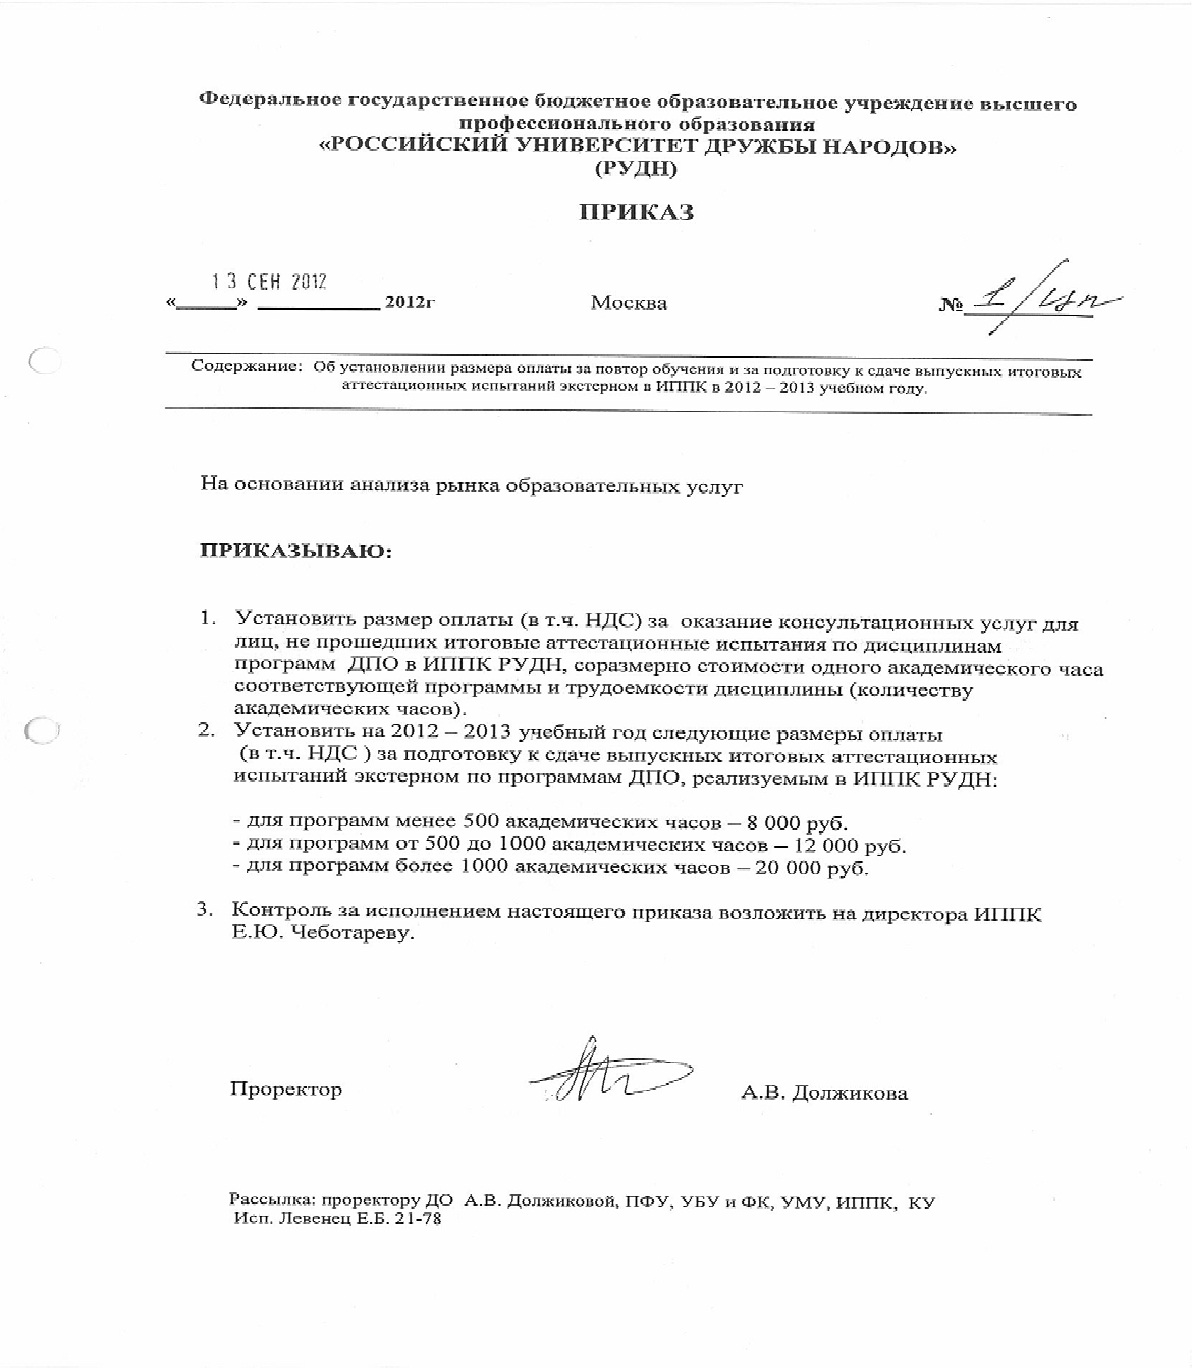 Федеральное государственное бюджетное образовательное учреждение высшего
профессионального образования
«РОССИЙСКИЙ УНИВЕРСИТЕТ ДРУЖБЫ НАРОДОВ»
(РУДН)
ПРИКАЗ
13 СЕН 2012
«______» ____________ 2012г Москва № 1/
Содержание: Об установлении размера оплаты за повтор обучения и за подготовку к сдаче выпускных итоговых
аттестационных испытаний экстерном в ИППК в 2012 – 2013 учебном году.
На основании анализа рынка образовательных услуг
ПРИКАЗЫВАЮ:
1. Установить размер оплаты (в т.ч. НДС) за оказание консультационных услуг для
лиц, не прошедших итоговые аттестационные испытания по дисциплинам
программ ДПО в ИППК РУДН, соразмерно стоимости одного академического часа
соответствующей программы и трудоемкости дисциплины (количеству
академических часов).
2. Установить на 2012 – 2013 учебный год следующие размеры оплаты
(в т.ч. НДС ) за подготовку к сдаче выпускных итоговых аттестационных
испытаний экстерном по программам ДПО, реализуемым в ИППК РУДН:
- для программ менее 500 академических часов – 8 000 руб.
- для программ от 500 до 1000 академических часов – 12 000 руб.
- для программ более 1000 академических часов – 20 000 руб.
3. Контроль за исполнением настоящего приказа возложить на директора ИППК
Е.Ю. Чеботареву.
Проректор А.В. Должикова
Рассылка: проректору ДО А.В. Должиковой, ПФУ, УБУ и ФК, УМУ, ИППК, КУ
Исп. Левенец Е.Б. 21-78